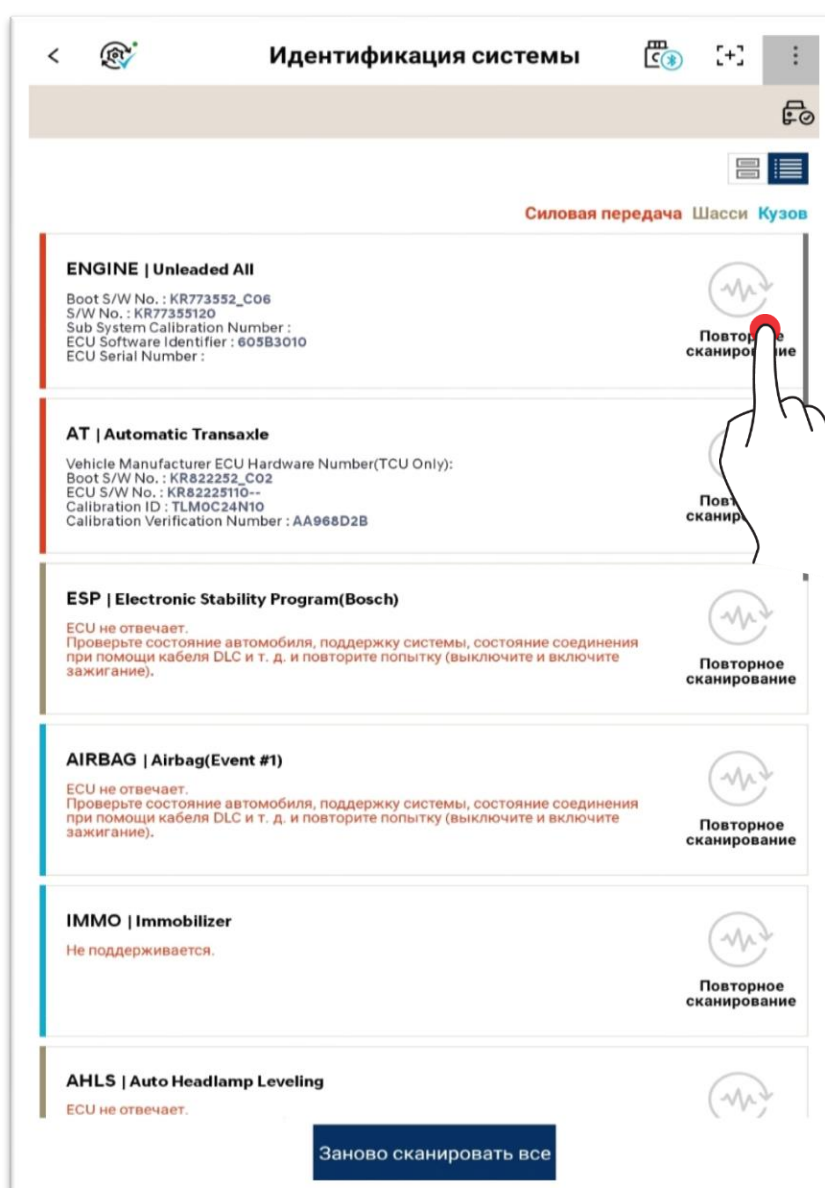 Идентификация системы
Силовая передача Шасси Кузов
ENGINE | Unleaded All
Boot S/W No. : KR773552_C06
S/W No. : KR77355120
Sub System Calibration Number :
ECU Software Identifier : 605B3010
ECU Serial Number :
AT | Automatic Transaxle
Vehicle Manufacturer ECU Hardware Number(TCU Only):
Boot S/W No. : KR822252_C02
ECU S/W No. : KR82225110--
Calibration ID : TLM0C24N10
Calibration Verification Number : AA968D2B
ESP | Electronic Stability Program(Bosch)
ECU не отвечает.
Проверьте состояние автомобиля, поддержку системы, состояние соединения
при помощи кабеля DLC и т. д. и повторите попытку (выключите и включите
зажигание).
Повторное
сканирование
AIRBAG | Airbag(Event #1)
ECU не отвечает.
Проверьте состояние автомобиля, поддержку системы, состояние соединения
при помощи кабеля DLC и т. д. и повторите попытку (выключите и включите
зажигание).
Повторное
сканирование
IMMO | Immobilizer
Не поддерживается.
Повторное
сканирование
AHLS | Auto Headlamp Leveling
ECU не отвечает.
Заново сканировать все